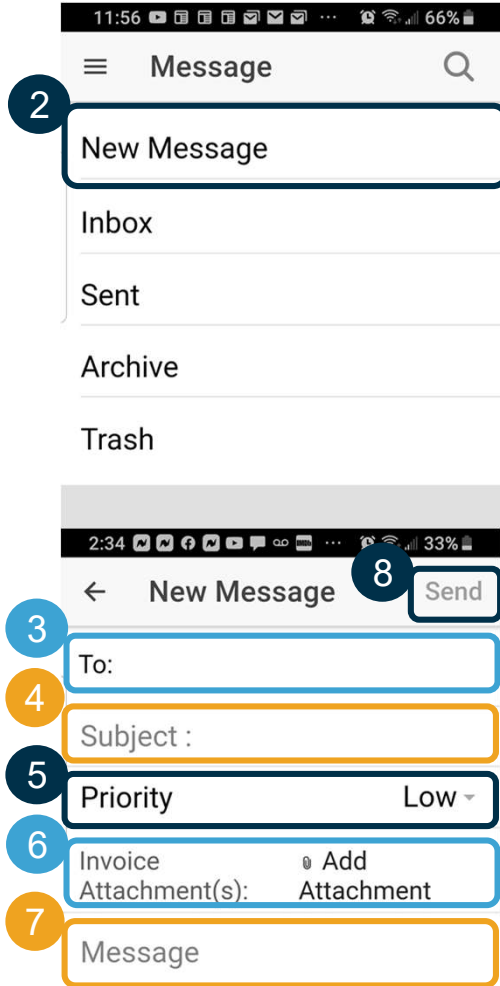 11:56 ... 66%
Message
2
New Message
Inbox
Sent
Archive
Trash
2:34 ... 33%
8
New Message Send
3
To:
4
Subject :
5
Priority Low
6
Invoice Attachment(s): Add Attachment
7
Message